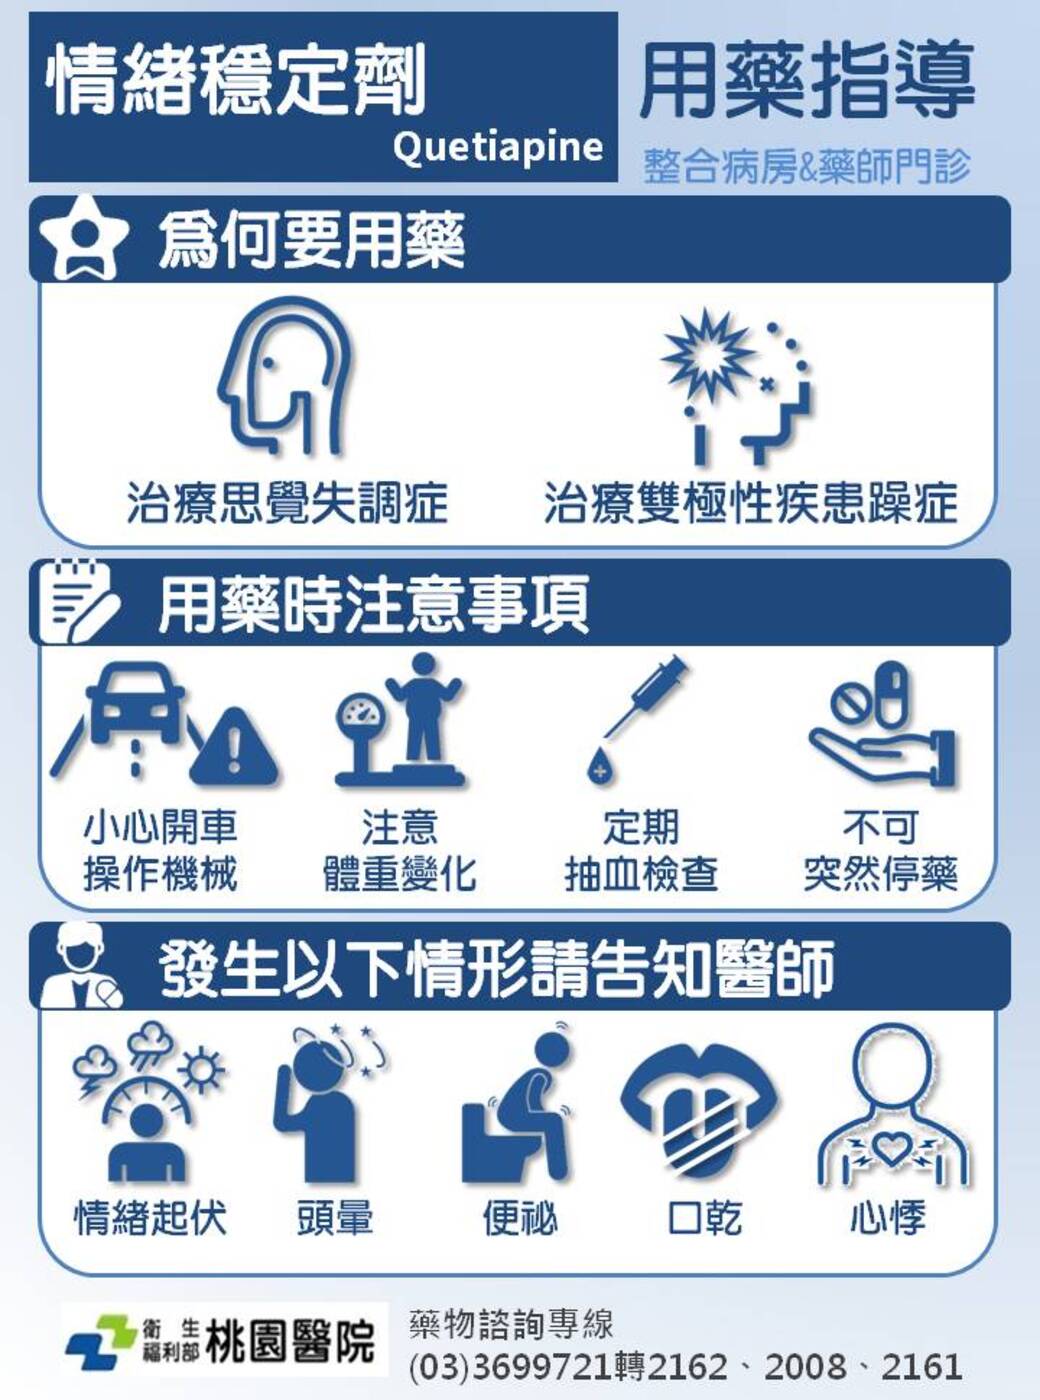 情緒穩定劑
Quetiapine
用藥指導
整合病房&藥師門診
爲何要用藥
治療思覺失調症
治療雙極性疾患躁症
用藥時注意事項
小心開車
操作機械
注意
體重變化
定期
抽血檢查
不可
突然停藥
發生以下情形請告知醫師
情緒起伏
頭暈
便祕
口乾
心悸
衛生
福利部
桃園醫院
藥物諮詢專線
(03)3699721轉2162、2008、2161